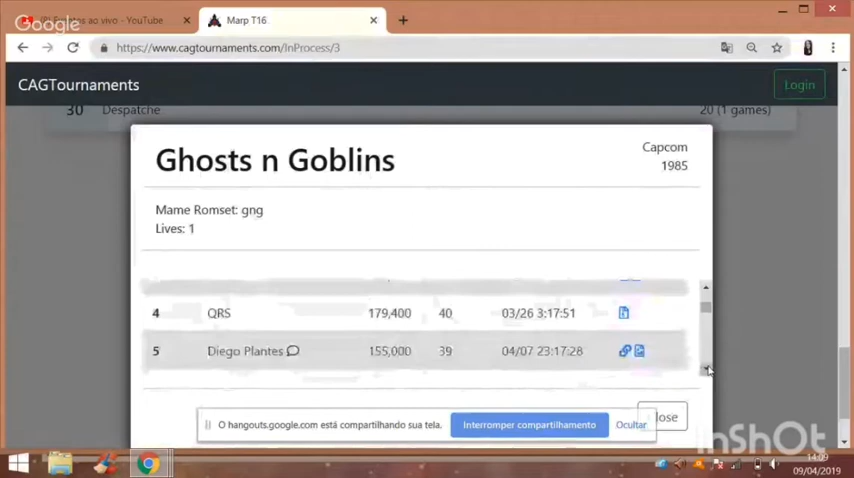 Google
ao vivo - YouTube
Marp T16
https://www.cagtournaments.com/InProcess/3
CAGTournaments
Login
30 Despatche 20 (1 games)
Ghosts n Goblins
Capcom
1985
Mame Romset: gng
Lives: 1
4 QRS 179,400 40 03/26 3:17:51
5 Diego Plantes 155,000 39 04/07 23:17:28
O hangouts.google.com está compartilhando sua tela.
Interromper compartilhamento
Ocultar
lose
InShOt
14:09
09/04/2019